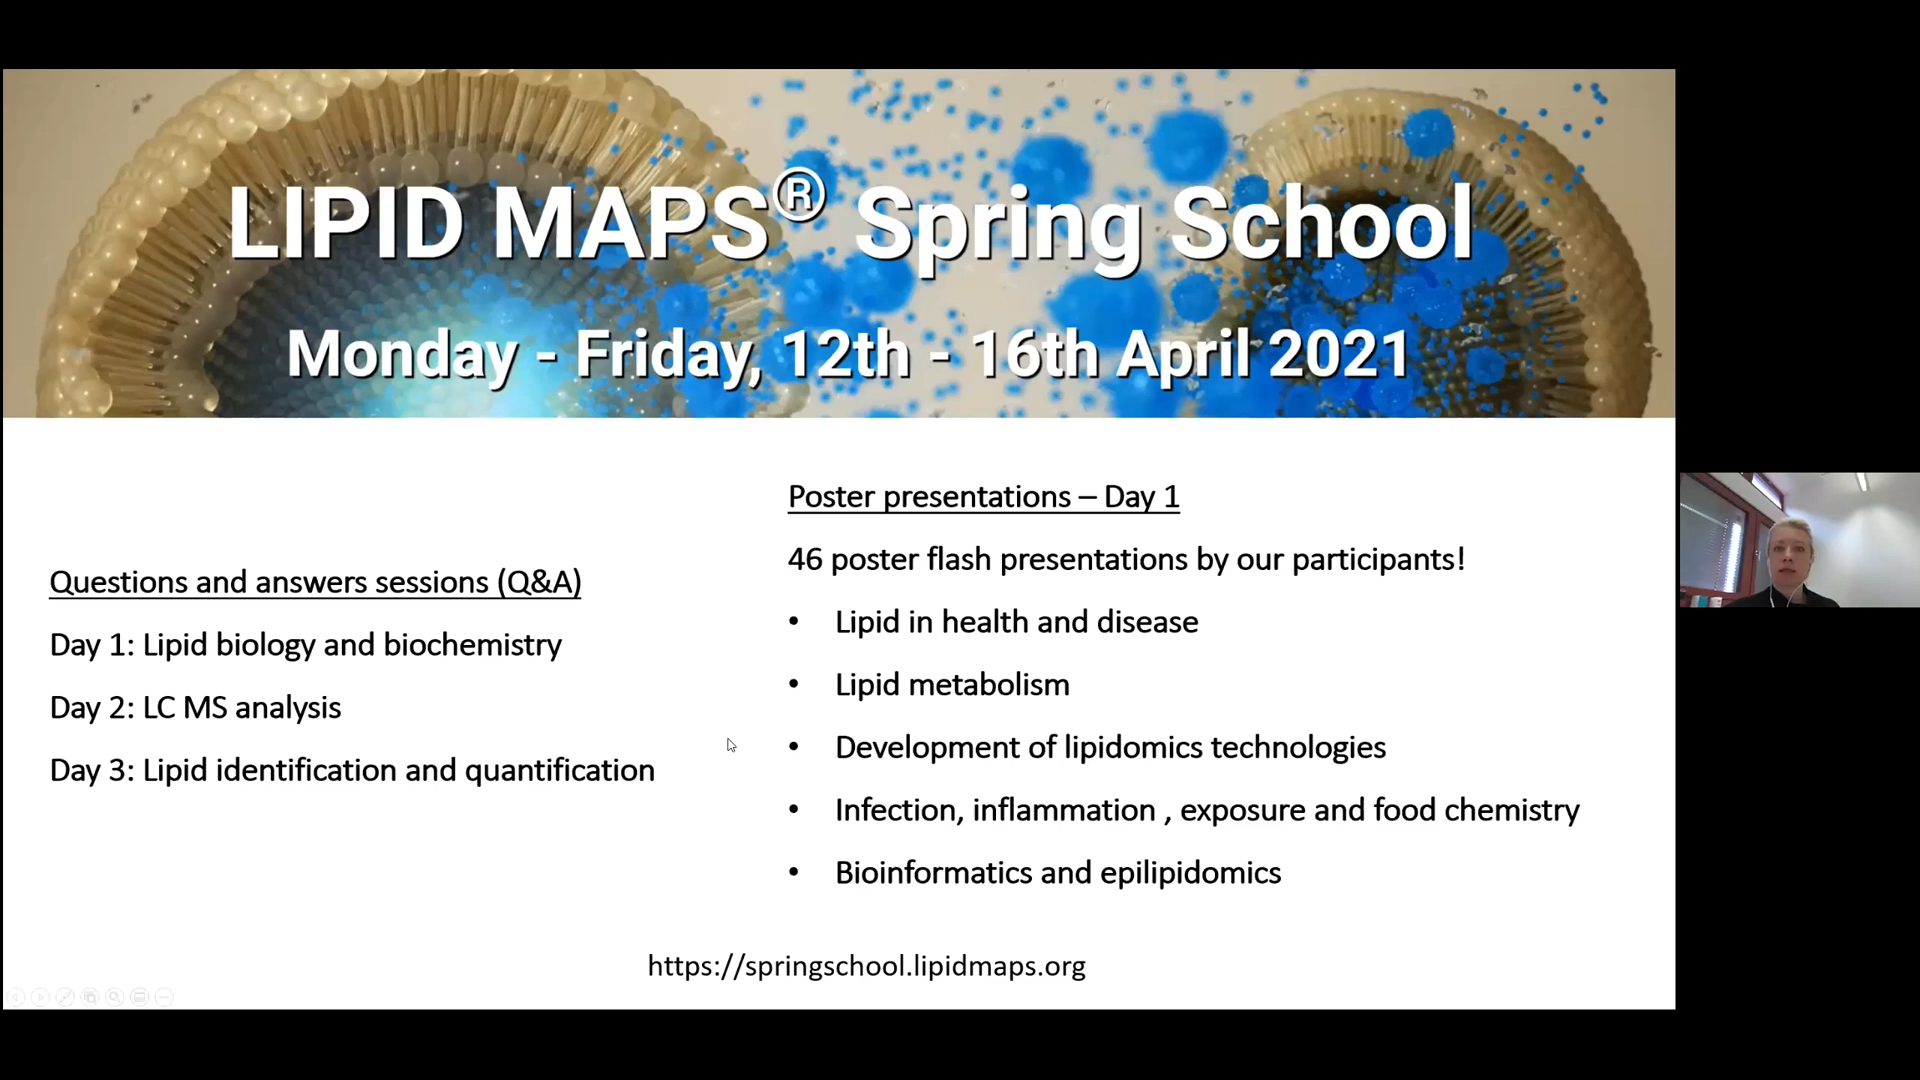 LIPID MAPS® Spring School
Monday - Friday, 12th - 16th April 2021
Questions and answers sessions (Q&A)
Day 1: Lipid biology and biochemistry
Day 2: LC MS analysis
Day 3: Lipid identification and quantification
Poster presentations – Day 1
46 poster flash presentations by our participants!
• Lipid in health and disease
• Lipid metabolism
• Development of lipidomics technologies
• Infection, inflammation , exposure and food chemistry
• Bioinformatics and epilipidomics
https://springschool.lipidmaps.org